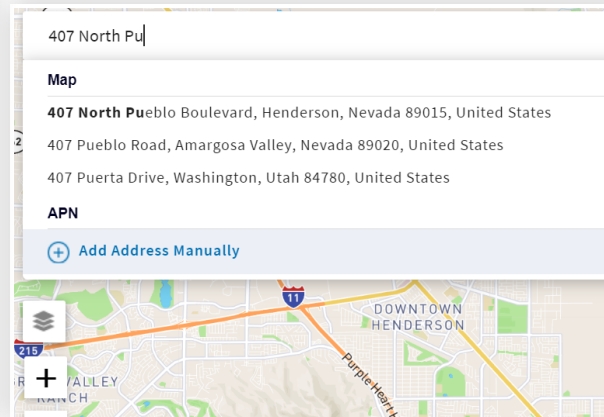 407 North Pu
Map
407 North Pueblo Boulevard, Henderson, Nevada 89015, United States
407 Pueblo Road, Amargosa Valley, Nevada 89020, United States
407 Puerta Drive, Washington, Utah 84780, United States
APN
Add Address Manually
11
DOWNTOWN
HENDERSON
215
+
VALLEY
RANCH
Purple Heart